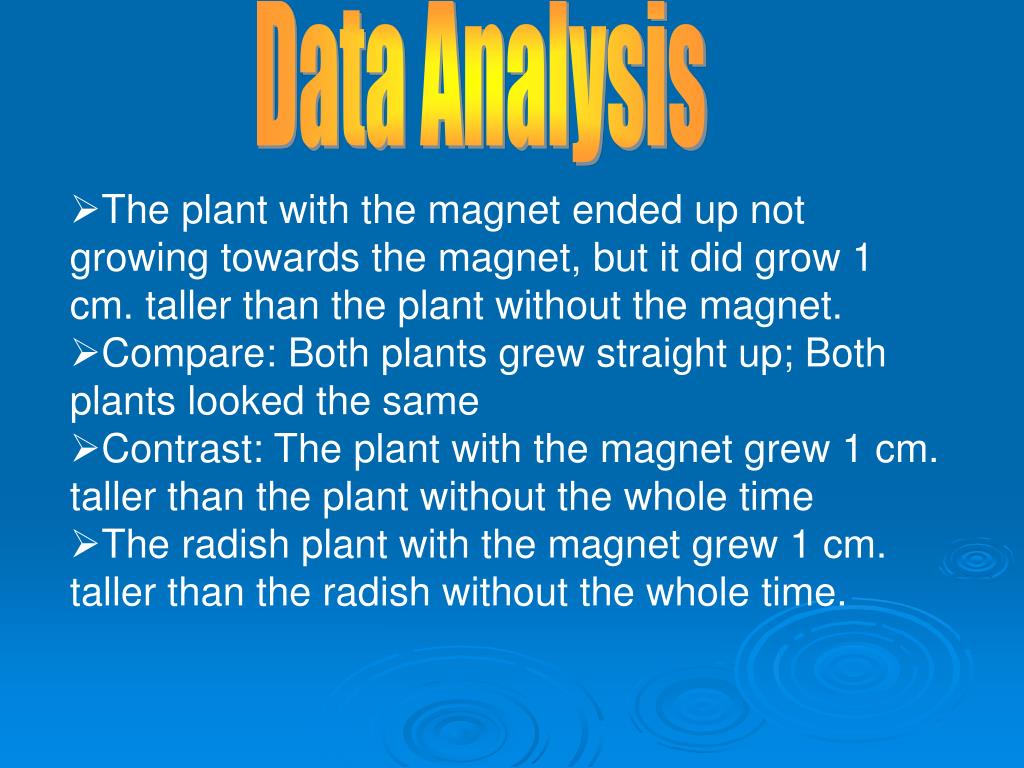 Data Analysis
➢The plant with the magnet ended up not
growing towards the magnet, but it did grow 1
cm. taller than the plant without the magnet.
➢Compare: Both plants grew straight up; Both
plants looked the same
➢Contrast: The plant with the magnet grew 1 cm.
taller than the plant without the whole time
➢The radish plant with the magnet grew 1 cm.
taller than the radish without the whole time.